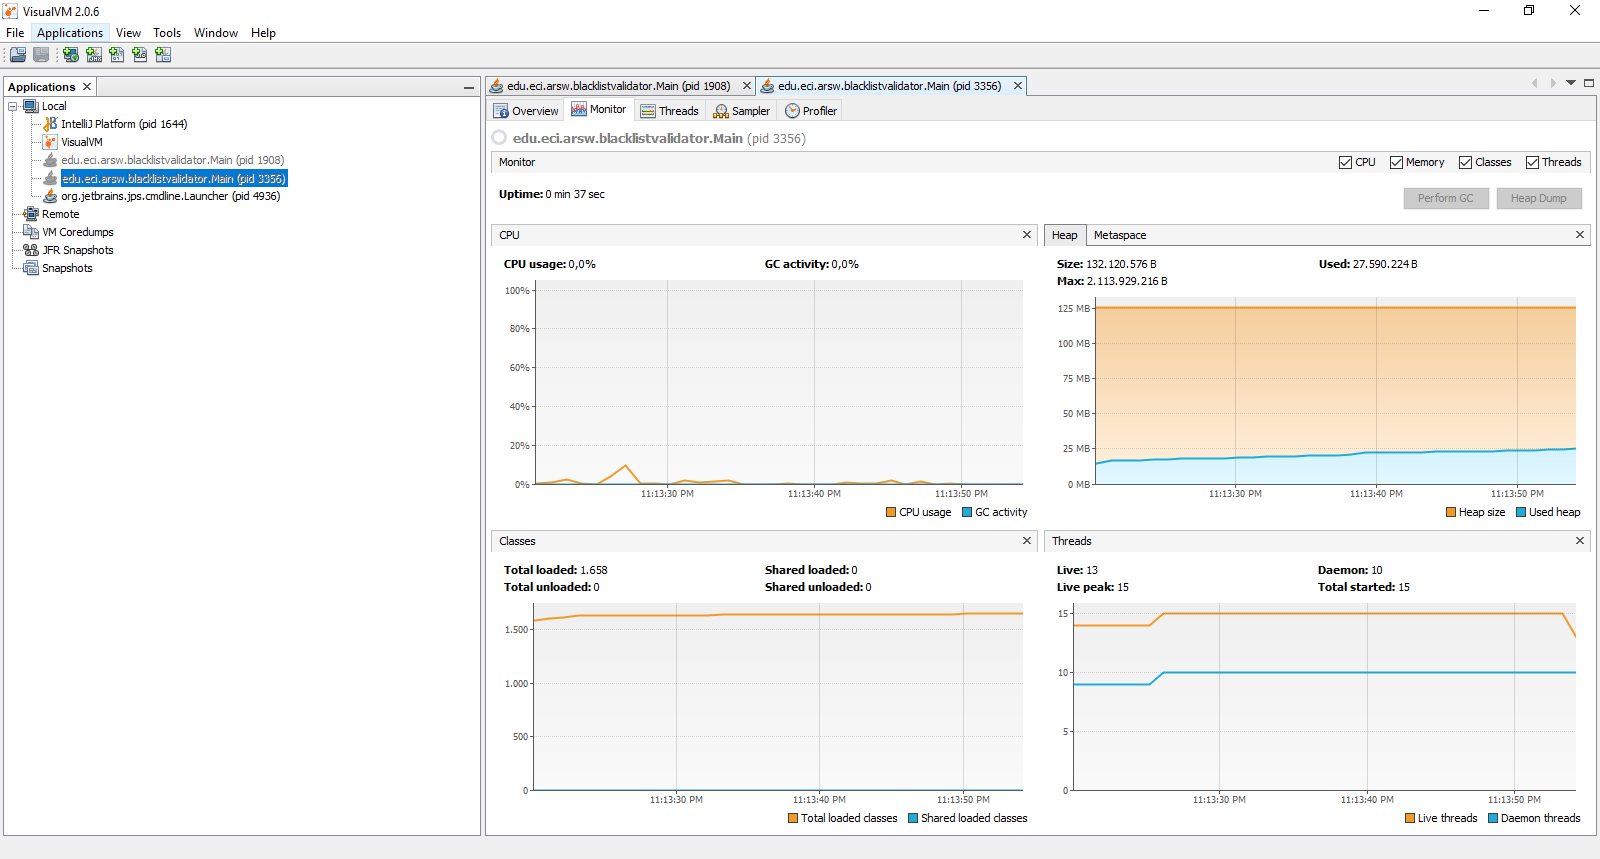 VisualVM 2.0.6
File Applications View Tools Window Help
Applications
Local
IntelliJ Platform (pid 1644)
VisualVM
edu.eci.arsw.blacklistvalidator.Main (pid 1908)
edu.eci.arsw.blacklistvalidator.Main (pid 3356)
org.jetbrains.jps.cmdline.Launcher (pid 4936)
Remote
VM Coredumps
JFR Snapshots
Snapshots
edu.eci.arsw.blacklistvalidator.Main (pid 1908) edu.eci.arsw.blacklistvalidator.Main (pid 3356)
Overview Monitor Threads Sampler Profiler
edu.eci.arsw.blacklistvalidator.Main (pid 3356)
Monitor CPU Memory Classes Threads
Uptime: 0 min 37 sec
Perform GC Heap Dump
CPU
CPU usage: 0,0% GC activity: 0,0%
100%
80%
60%
40%
20%
0%
11:13:30 PM 11:13:40 PM 11:13:50 PM
CPU usage GC activity
Heap Metaspace
Size: 132.120.576 B Used: 27.590.224 B
Max: 2.113.929.216 B
125 MB
100 MB
75 MB
50 MB
25 MB
0 MB
11:13:30 PM 11:13:40 PM 11:13:50 PM
Heap size Used heap
Classes
Total loaded: 1.658 Shared loaded: 0
Total unloaded: 0 Shared unloaded: 0
1.500
1.000
500
0
11:13:30 PM 11:13:40 PM 11:13:50 PM
Total loaded classes Shared loaded classes
Threads
Live: 13 Daemon: 10
Live peak: 15 Total started: 15
15
10
5
0
11:13:30 PM 11:13:40 PM 11:13:50 PM
Live threads Daemon threads